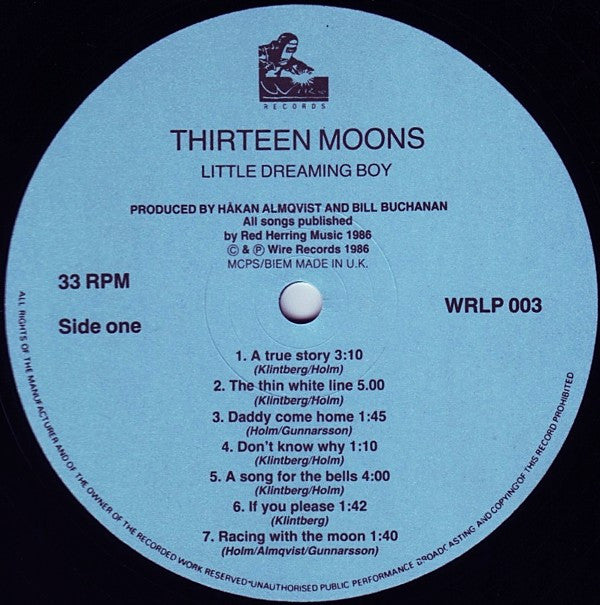 RECORDS
THIRTEEN MOONS
LITTLE DREAMING BOY
PRODUCED BY HÅKAN ALMQVIST AND BILL BUCHANAN
All songs published
by Red Herring Music 1986
© & ℗ Wire Records 1986
MCPS/BIEM MADE IN U.K.
33 RPM
Side one
WRLP 003
1. A true story 3:10
(Klintberg/Holm)
2. The thin white line 5.00
(Klintberg/Holm)
3. Daddy come home 1:45
(Holm/Gunnarsson)
4. Don't know why 1:10
(Klintberg/Holm)
5. A song for the bells 4:00
(Klintberg/Holm)
6. If you please 1:42
(Klintberg)
7. Racing with the moon 1:40
(Holm/Almqvist/Gunnarsson)
ALL RIGHTS OF THE MANUFACTURER AND OF THE OWNER OF THE RECORDED WORK RESERVED-UNAUTHORISED PUBLIC PERFORMANCE BROADCASTING AND COPYING OF THIS RECORD PROHIBITED